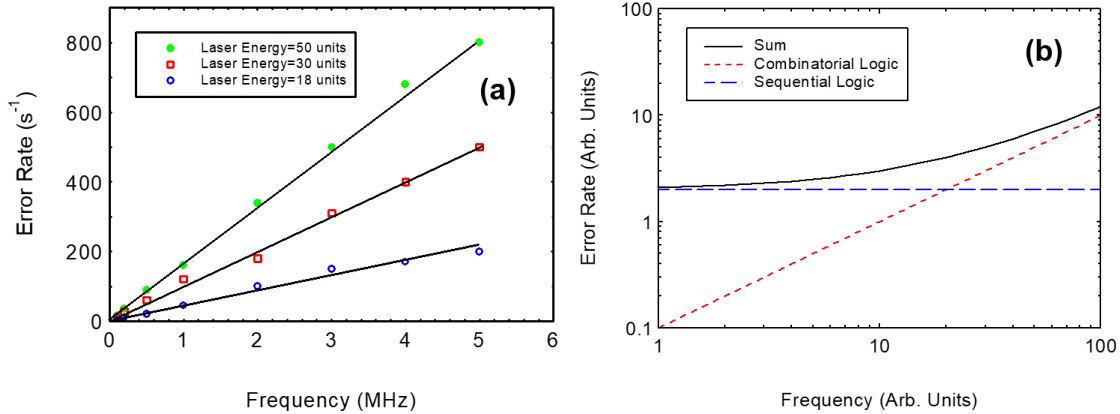 800
600
400
200
0
0 1 2 3 4 5 6
Error Rate (s⁻¹)
Frequency (MHz)
Laser Energy=50 units
Laser Energy=30 units
Laser Energy=18 units
(a)
100
10
1
0.1
1 10 100
Error Rate (Arb. Units)
Frequency (Arb. Units)
Sum
Combinatorial Logic
Sequential Logic
(b)